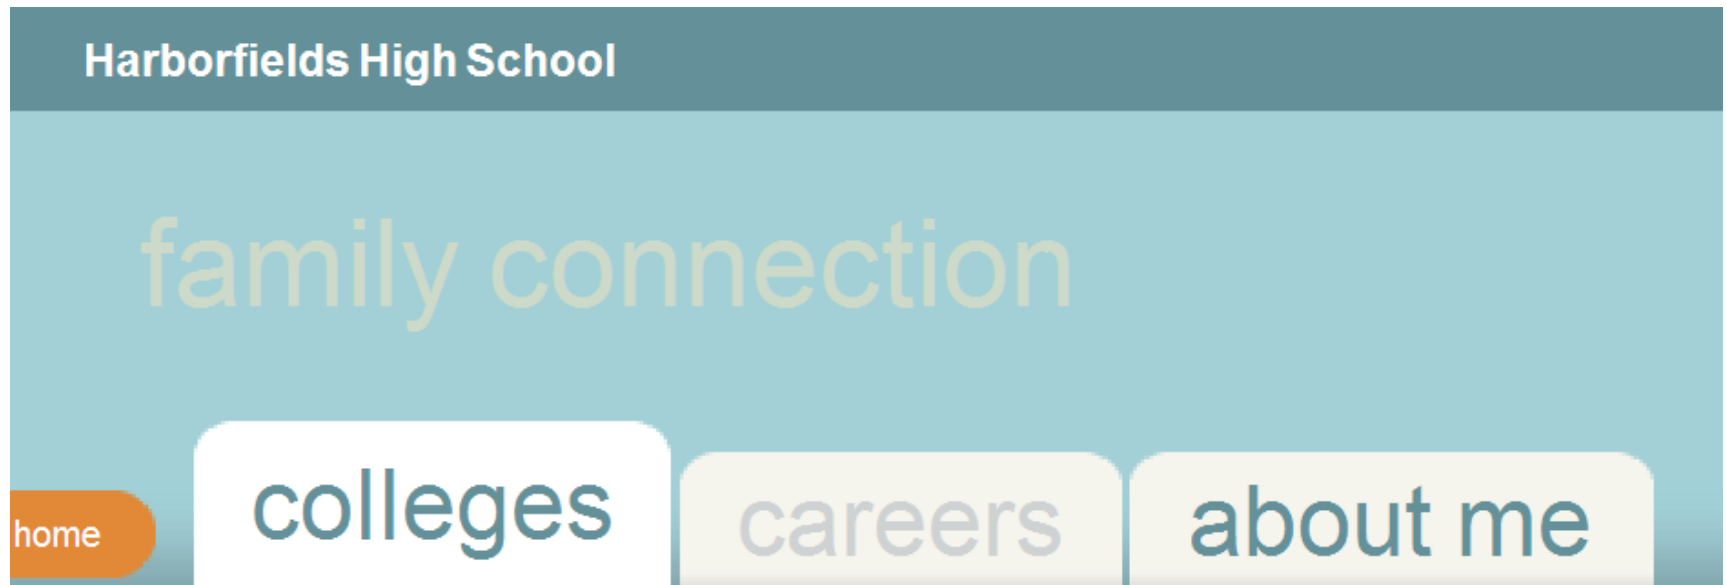 Harborfields High School
family connection
home
colleges
careers
about me